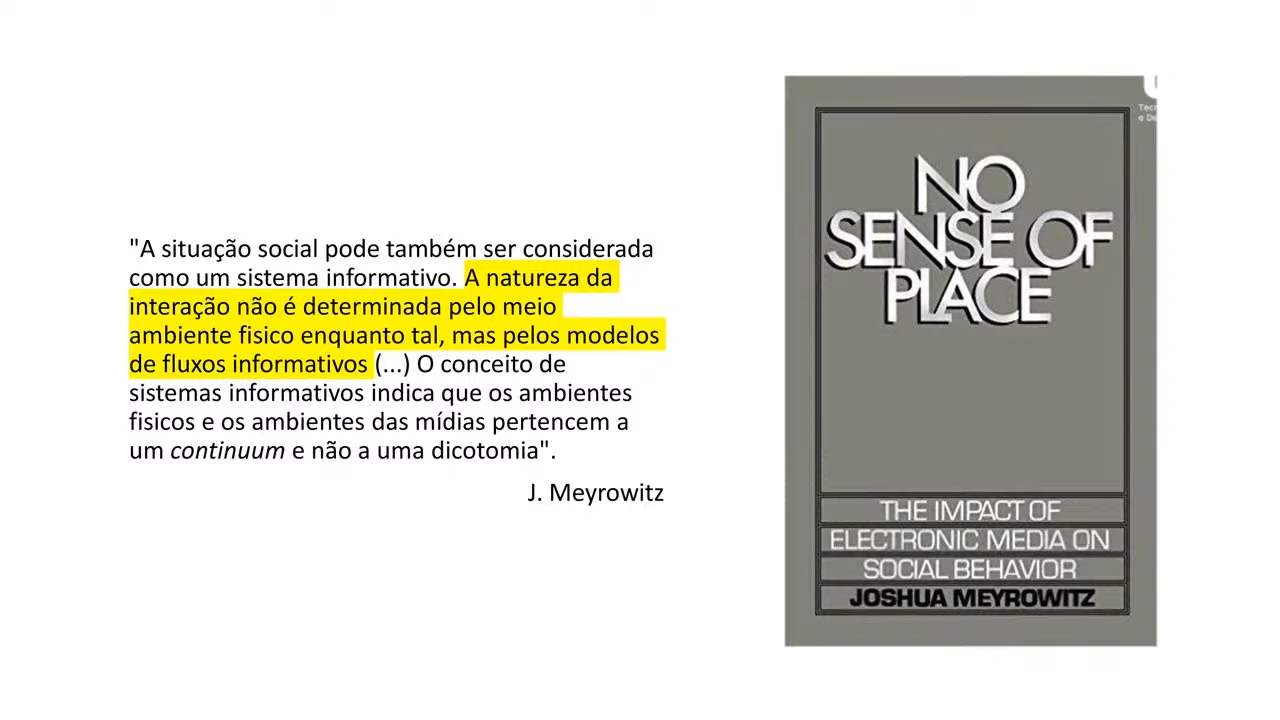 "A situação social pode também ser considerada
como um sistema informativo. A natureza da
interação não é determinada pelo meio
ambiente fisico enquanto tal, mas pelos modelos
de fluxos informativos (...) O conceito de
sistemas informativos indica que os ambientes
fisicos e os ambientes das mídias pertencem a
um continuum e não a uma dicotomia".
J. Meyrowitz
NO
SENSE OF
PLACE
THE IMPACT OF
ELECTRONIC MEDIA ON
SOCIAL BEHAVIOR
JOSHUA MEYROWITZ